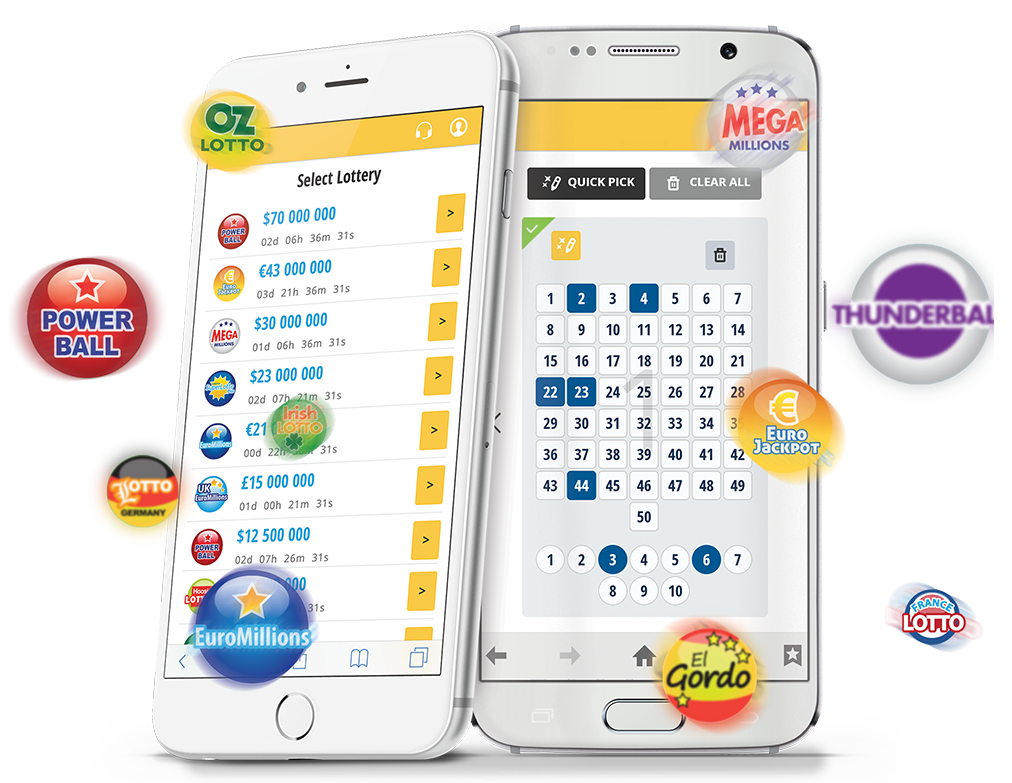 OZ
LOTTO
Select Lottery
POWER
BALL
$70 000 000
02d 06h 36m 31s
>
EURO
JACKPOT
€43 000 000
03d 21h 36m 31s
>
MEGA
MILLIONS
$30 000 000
01d 06h 36m 31s
>
$23 000 000
02d 07h 21m 31s
>
EuroMillions
€21
00d 22h 31s
>
Irish
LOTTO
UK
EuroMillions
£15 000 000
01d 00h 21m 31s
>
POWER
BALL
$12 500 000
02d 07h 26m 31s
>
000
31s
>
POWER
BALL
LOTTO
GERMANY
EuroMillions
MEGA
MILLIONS
QUICK PICK
CLEAR ALL
1 2 3 4 5 6 7
8 9 10 11 12 13 14
15 16 17 18 19 20 21
22 23 24 25 26 27 28
29 30 31 32 33 34 35
36 37 38 39 40 41 42
43 44 45 46 47 48 49
50
1
1 2 3 4 5 6 7
8 9 10
THUNDERBAL
€
EURO
JACKPOT
FRANCE
LOTTO
El
Gordo